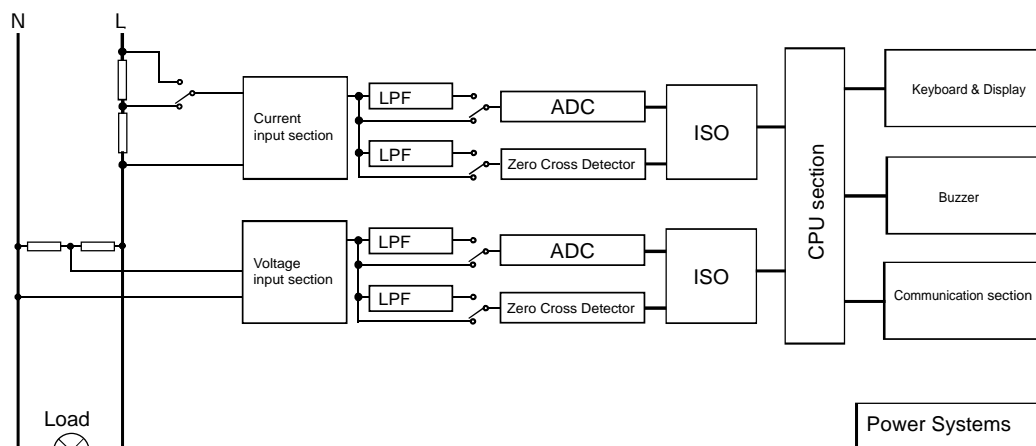 N L
Current
input section
LPF
ADC
LPF
Zero Cross Detector
ISO
Voltage
input section
LPF
ADC
LPF
Zero Cross Detector
ISO
CPU section
Keyboard & Display
Buzzer
Communication section
Load
Power Systems